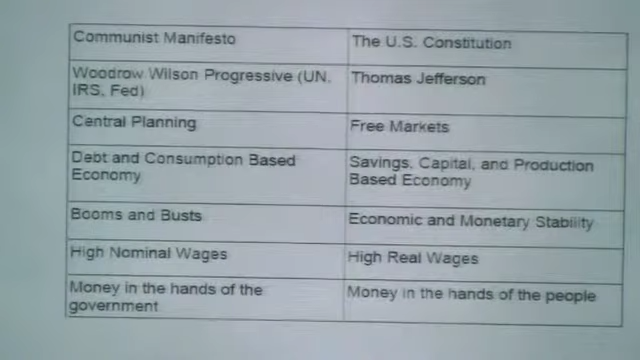 Communist Manifesto
The U.S. Constitution
Woodrow Wilson Progressive (UN.
IRS, Fed)
Thomas Jefferson
Central Planning
Free Markets
Debt and Consumption Based
Economy
Savings, Capital, and Production
Based Economy
Booms and Busts
Economic and Monetary Stability
High Nominal Wages
High Real Wages
Money in the hands of the
government
Money in the hands of the people